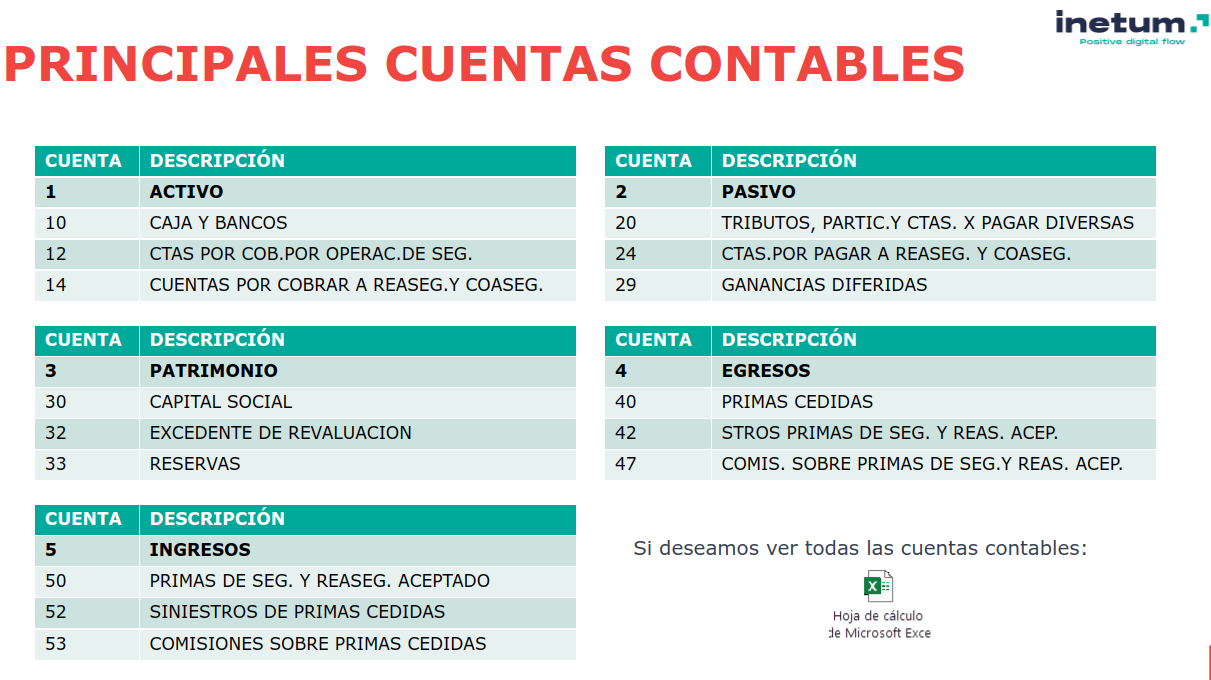 inetum.
Positive digital flow
PRINCIPALES CUENTAS CONTABLES
CUENTA DESCRIPCIÓN
1 ACTIVO
10 CAJA Y BANCOS
12 CTAS POR COB.POR OPERAC.DE SEG.
14 CUENTAS POR COBRAR A REASEG.Y COASEG.
CUENTA DESCRIPCIÓN
2 PASIVO
20 TRIBUTOS, PARTIC.Y CTAS. X PAGAR DIVERSAS
24 CTAS.POR PAGAR A REASEG. Y COASEG.
29 GANANCIAS DIFERIDAS
CUENTA DESCRIPCIÓN
3 PATRIMONIO
30 CAPITAL SOCIAL
32 EXCEDENTE DE REVALUACION
33 RESERVAS
CUENTA DESCRIPCIÓN
4 EGRESOS
40 PRIMAS CEDIDAS
42 STROS PRIMAS DE SEG. Y REAS. ACEP.
47 COMIS. SOBRE PRIMAS DE SEG.Y REAS. ACEP.
CUENTA DESCRIPCIÓN
5 INGRESOS
50 PRIMAS DE SEG. Y REASEG. ACEPTADO
52 SINIESTROS DE PRIMAS CEDIDAS
53 COMISIONES SOBRE PRIMAS CEDIDAS
Si deseamos ver todas las cuentas contables:
X
Hoja de cálculo
de Microsoft Exce